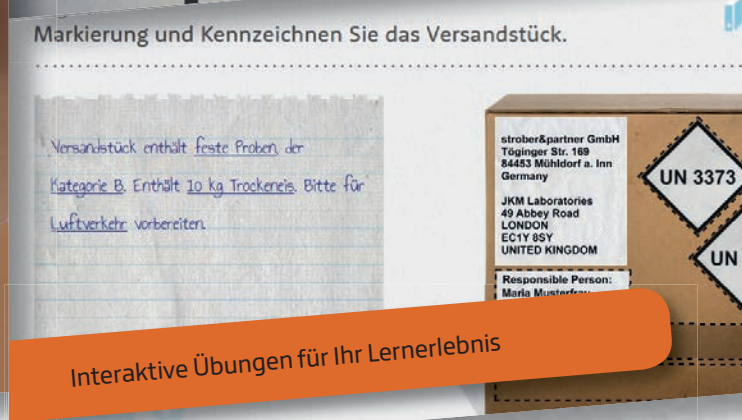 Markierung und Kennzeichnen Sie das Versandstück.
Versandstück enthält feste Proben der
Kategorie B. Enthält 10 kg Trockeneis. Bitte für
Luftverkehr vorbereiten.
strober&partner GmbH
Töginger Str. 169
84453 Mühldorf a. Inn
Germany
JKM Laboratories
49 Abbey Road
LONDON
EC1Y 8SY
UNITED KINGDOM
Responsible Person:
Maria
UN 3373
UN
Interaktive Übungen für Ihr Lernerlebnis